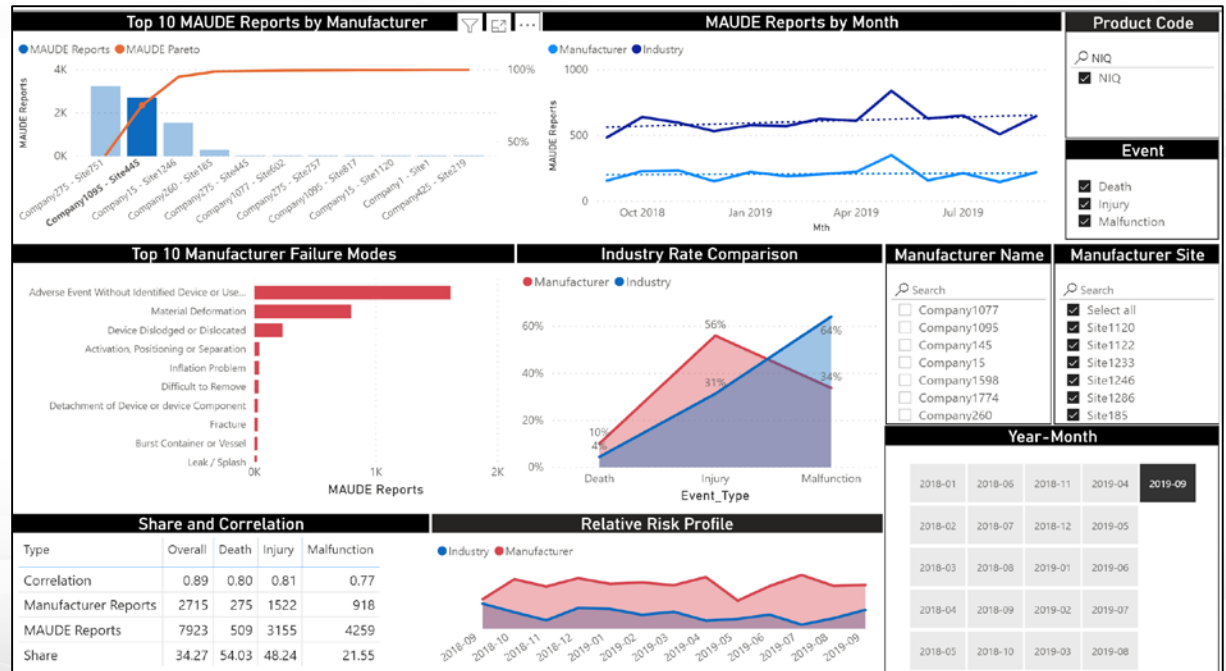 Top 10 MAUDE Reports by Manufacturer
MAUDE Reports MAUDE Pareto
MAUDE Reports
4K
2K
0K
100%
50%
Company275 - Site751
Company1095 - Site445
Company15 - Site1246
Company260 - Site185
Company275 - Site445
Company1077 - Site602
Company275 - Site757
Company1095 - Site817
Company15 - Site1120
Company1 - Site1
Company425 - Site219
MAUDE Reports by Month
Manufacturer Industry
MAUDE Reports
1000
500
0
Oct 2018 Jan 2019 Apr 2019 Jul 2019
Mth
Product Code
NIQ
NIQ
Event
Death
Injury
Malfunction
Top 10 Manufacturer Failure Modes
Adverse Event Without Identified Device or Use...
Material Deformation
Device Dislodged or Dislocated
Activation, Positioning or Separation
Inflation Problem
Difficult to Remove
Detachment of Device or device Component
Fracture
Burst Container or Vessel
Leak / Splash
0K 1K 2K
MAUDE Reports
Industry Rate Comparison
Manufacturer Industry
60%
40%
20%
0%
10%
4%
56%
31%
64%
34%
Death Injury Malfunction
Event_Type
Manufacturer Name
Search
Company1077
Company1095
Company145
Company15
Company1598
Company1774
Company260
Manufacturer Site
Search
Select all
Site1120
Site1122
Site1233
Site1246
Site1286
Site185
Year-Month
2018-01 2018-06 2018-11 2019-04 2019-09
2018-02 2018-07 2018-12 2019-05
2018-03 2018-08 2019-01 2019-06
2018-04 2018-09 2019-02 2019-07
2018-05 2018-10 2019-03 2019-08
Share and Correlation
Type Overall Death Injury Malfunction
Correlation 0.89 0.80 0.81 0.77
Manufacturer Reports 2715 275 1522 918
MAUDE Reports 7923 509 3155 4259
Share 34.27 54.03 48.24 21.55
Relative Risk Profile
Industry Manufacturer
2018-09 2018-10 2018-11 2018-12 2019-01 2019-02 2019-03 2019-04 2019-05 2019-06 2019-07 2019-08 2019-09